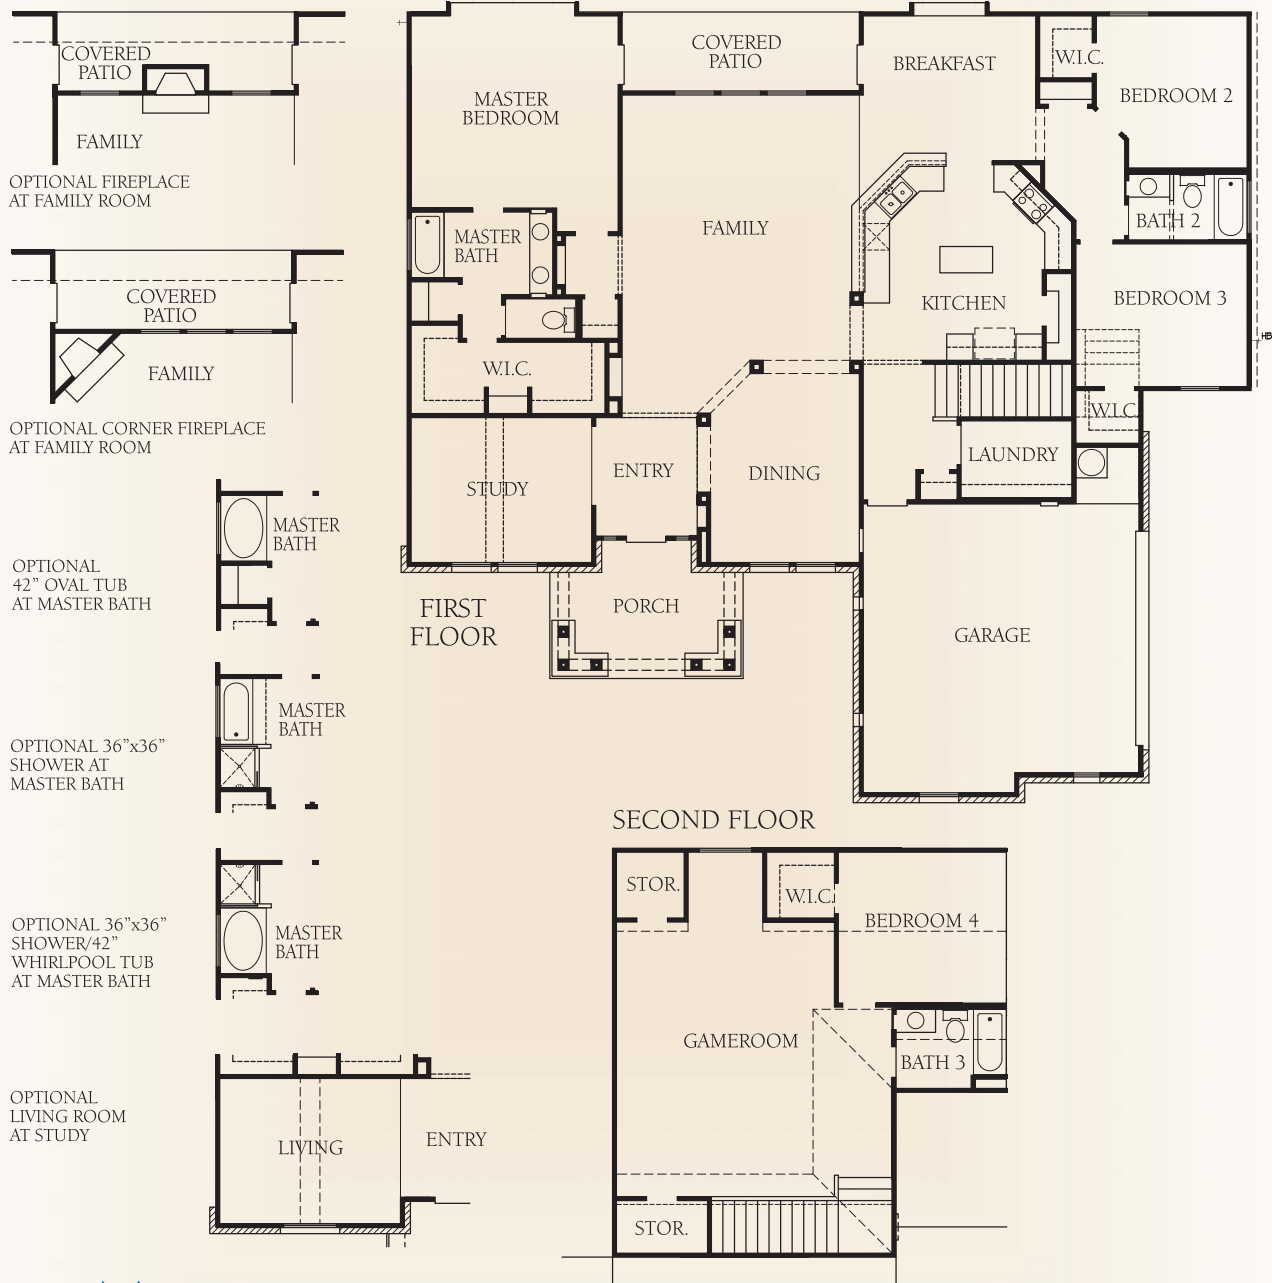 COVERED
PATIO
FAMILY
OPTIONAL FIREPLACE
AT FAMILY ROOM
COVERED
PATIO
FAMILY
OPTIONAL CORNER FIREPLACE
AT FAMILY ROOM
MASTER
BATH
OPTIONAL
42” OVAL TUB
AT MASTER BATH
MASTER
BATH
OPTIONAL 36”x36”
SHOWER AT
MASTER BATH
OPTIONAL 36”x36”
SHOWER/42”
WHIRLPOOL TUB
AT MASTER BATH
MASTER
BATH
OPTIONAL
LIVING ROOM
AT STUDY
LIVING
ENTRY
MASTER
BEDROOM
COVERED
PATIO
BREAKFAST
W.I.C.
BEDROOM 2
MASTER
BATH
FAMILY
BATH 2
KITCHEN
BEDROOM 3
W.I.C.
W.I.C.
STUDY
ENTRY
DINING
LAUNDRY
FIRST
FLOOR
PORCH
GARAGE
SECOND FLOOR
STOR.
W.I.C.
BEDROOM 4
GAMEROOM
BATH 3
STOR.